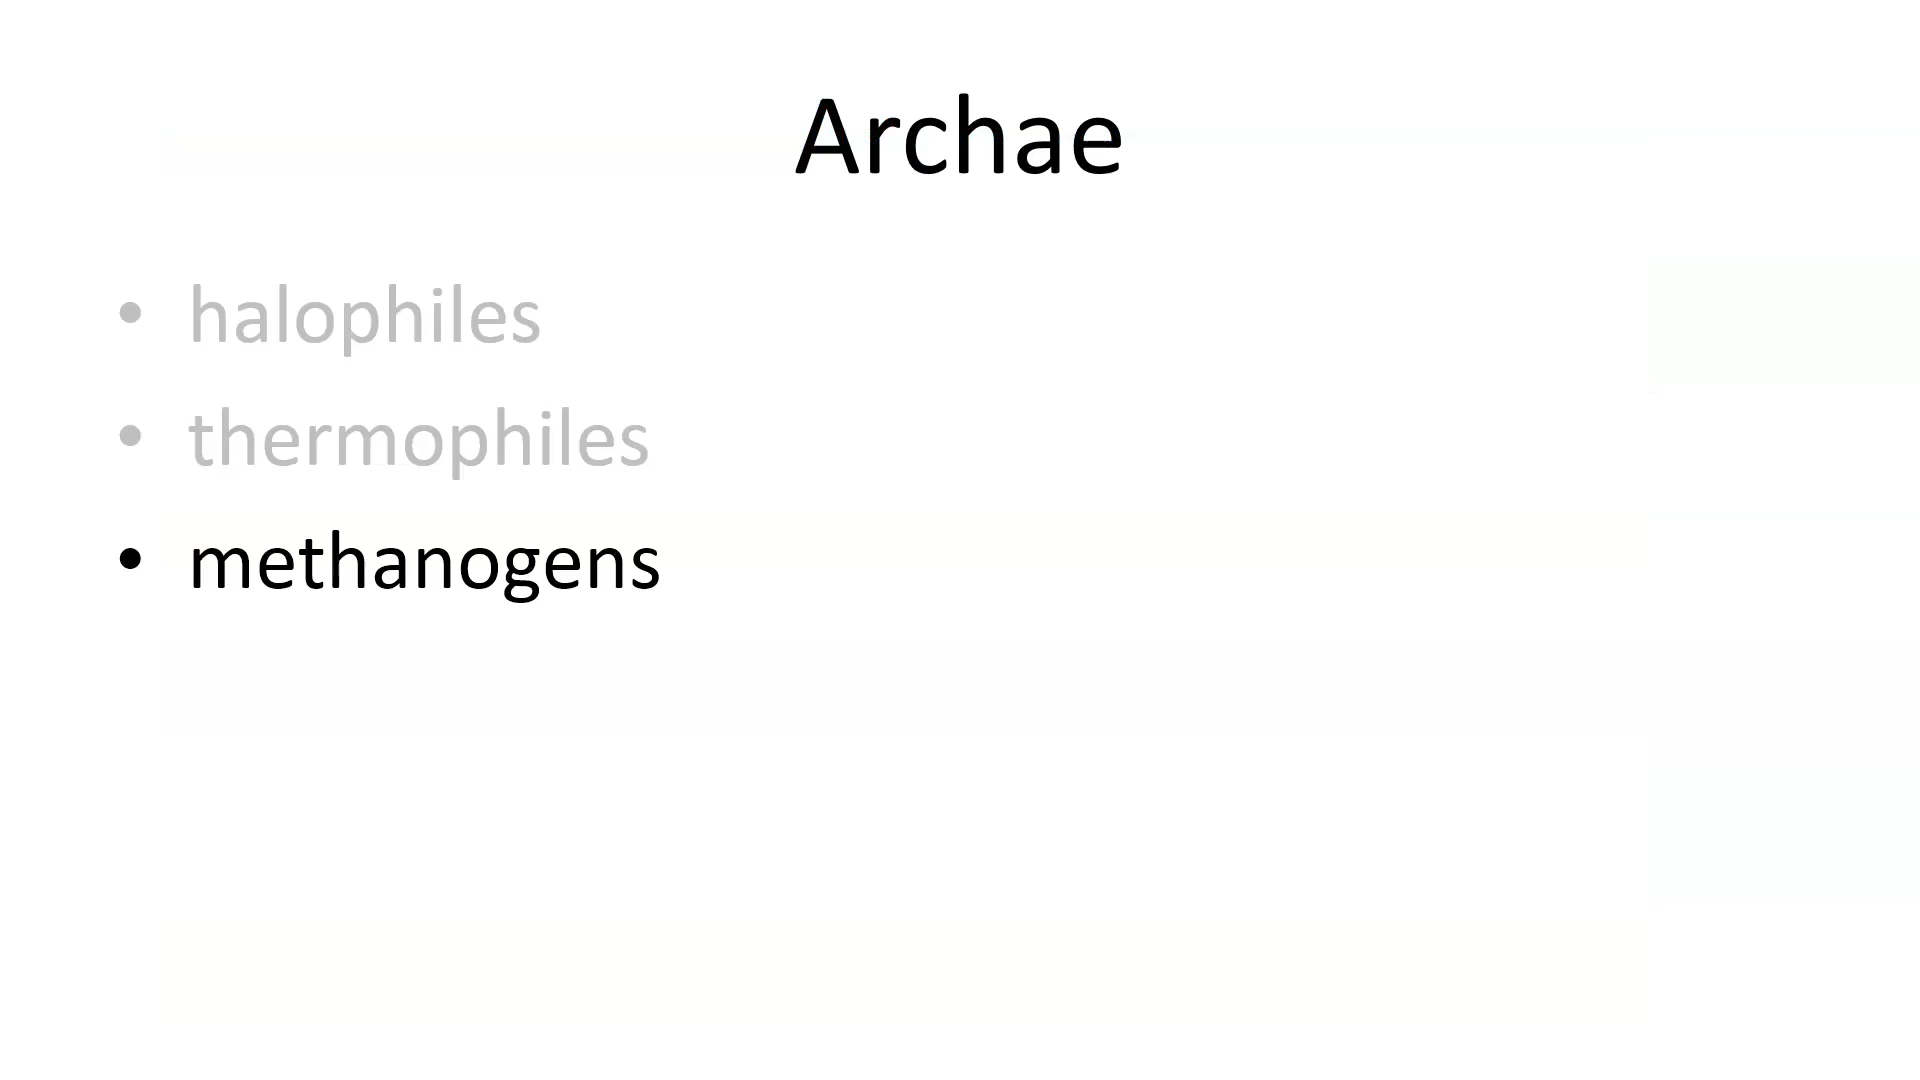 Archae
• halophiles
• thermophiles
• methanogens